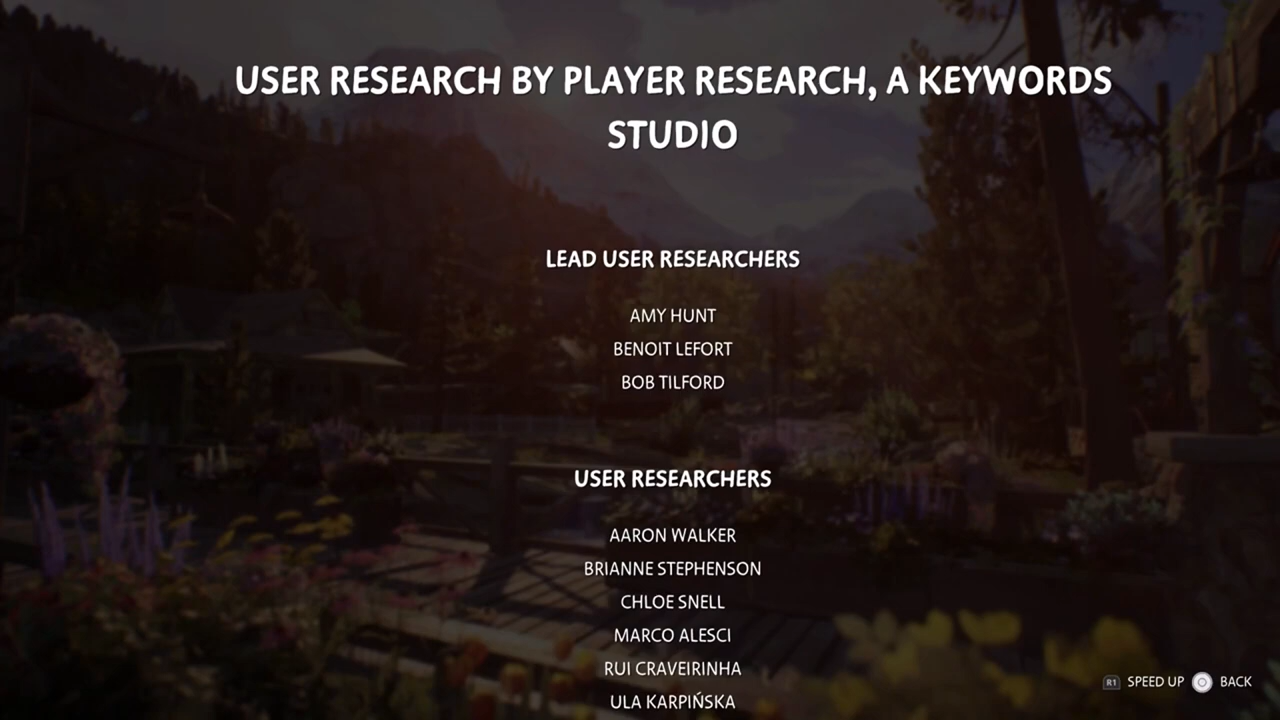 USER RESEARCH BY PLAYER RESEARCH, A KEYWORDS
STUDIO
LEAD USER RESEARCHERS
AMY HUNT
BENOIT LEFORT
BOB TILFORD
USER RESEARCHERS
AARON WALKER
BRIANNE STEPHENSON
CHLOE SNELL
MARCO ALESCI
RUI CRAVEIRINHA
ULA KARPIŃSKA
R1 SPEED UP BACK